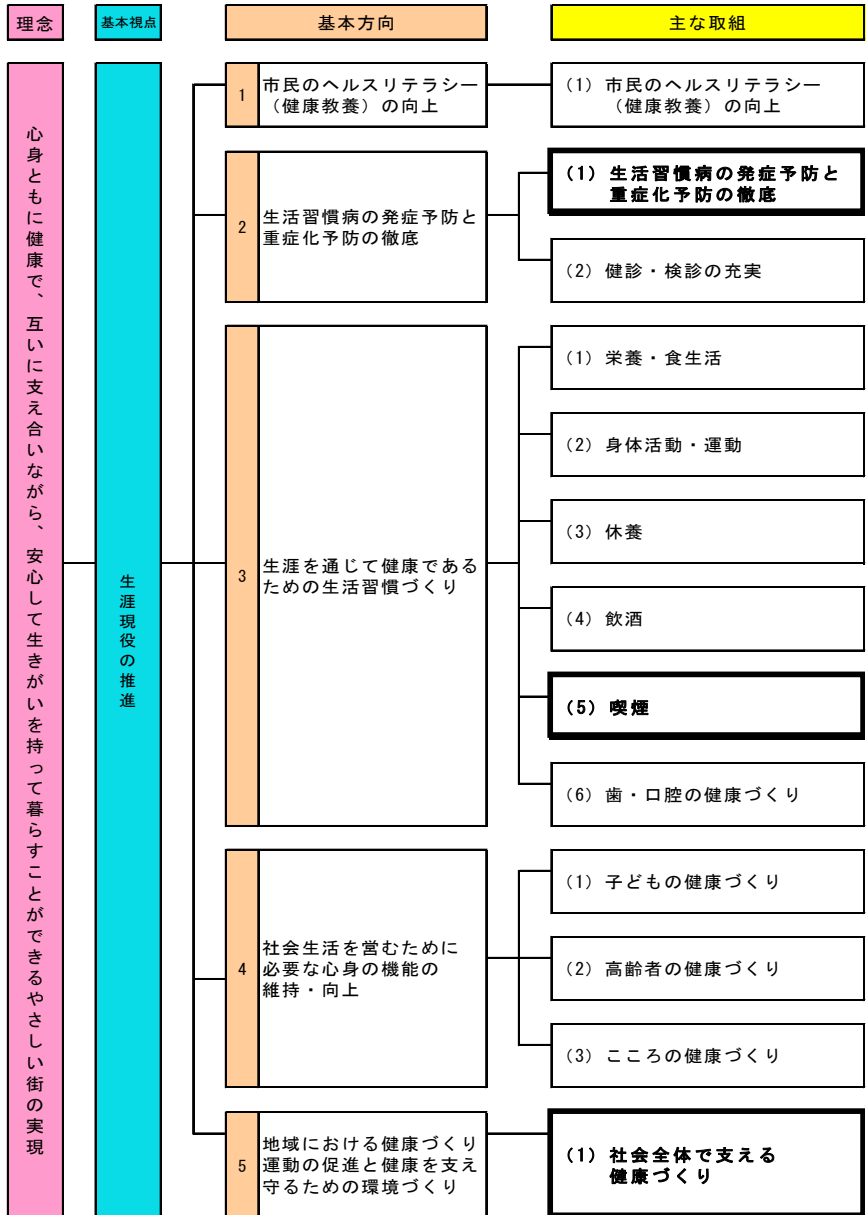 理念
基本視点
基本方向
主な取組
心身ともに健康で、互いに支え合いながら、安心して生きがいを持って暮らすことができるやさしい街の実現
生涯現役の推進
1
市民のヘルスリテラシー
（健康教養）の向上
(1) 市民のヘルスリテラシー
（健康教養）の向上
2
生活習慣病の発症予防と
重症化予防の徹底
(1) 生活習慣病の発症予防と
重症化予防の徹底
(2) 健診・検診の充実
3
生涯を通じて健康である
ための生活習慣づくり
(1) 栄養・食生活
(2) 身体活動・運動
(3) 休養
(4) 飲酒
(5) 喫煙
(6) 歯・口腔の健康づくり
4
社会生活を営むために
必要な心身の機能の
維持・向上
(1) 子どもの健康づくり
(2) 高齢者の健康づくり
(3) こころの健康づくり
5
地域における健康づくり
運動の促進と健康を支え
守るための環境づくり
(1) 社会全体で支える
健康づくり